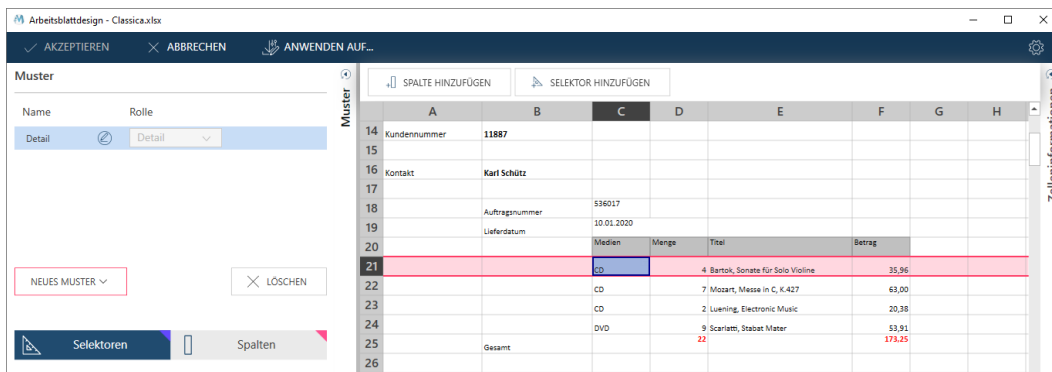 Arbeitsblattdesign - Classica.xlsx
AKZEPTIEREN ABBRECHEN ANWENDEN AUF...
Muster
Name Rolle
Detail Detail
NEUES MUSTER LÖSCHEN
Selektoren Spalten
Muster
SPALTE HINZUFÜGEN SELEKTOR HINZUFÜGEN
A B C D E F G H
14 Kundennummer 11887
15
16 Kontakt Karl Schütz
17
18 Auftragsnummer 536017
19 Lieferdatum 10.01.2020
20 Medien Menge Titel Betrag
21 CD 4 Bartok, Sonate für Solo Violine 35,96
22 CD 7 Mozart, Messe in C, K.427 63,00
23 CD 2 Luening, Electronic Music 20,38
24 DVD 9 Scarlatti, Stabat Mater 53,91
25 Gesamt 22 173,25
26
Zelleninformationen